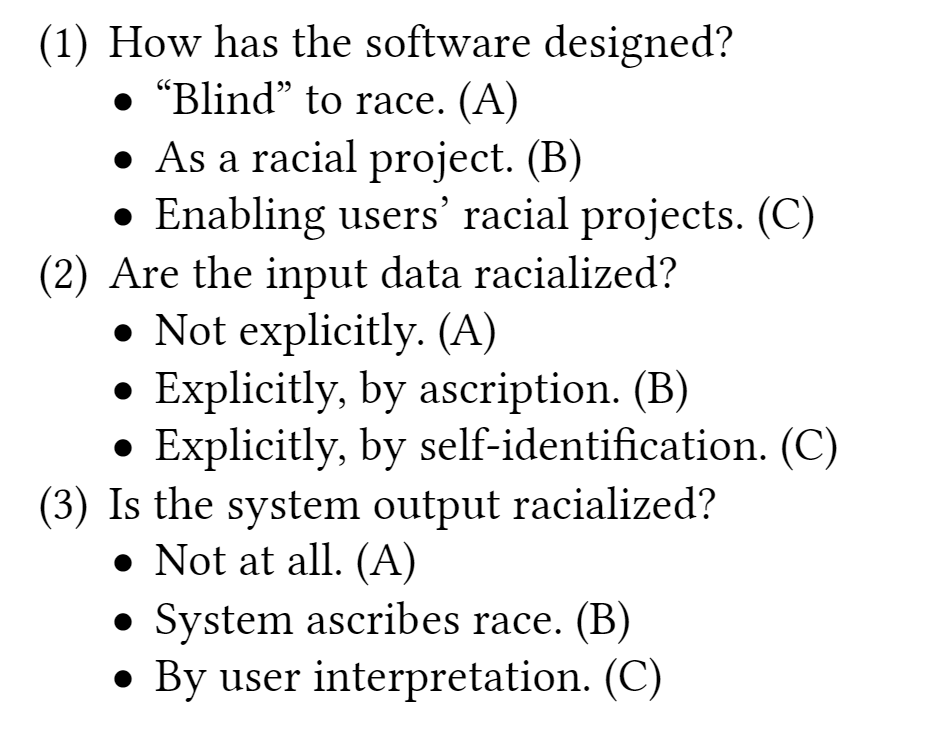 (1) How has the software designed?
• “Blind” to race. (A)
• As a racial project. (B)
• Enabling users’ racial projects. (C)
(2) Are the input data racialized?
• Not explicitly. (A)
• Explicitly, by ascription. (B)
• Explicitly, by self-identification. (C)
(3) Is the system output racialized?
• Not at all. (A)
• System ascribes race. (B)
• By user interpretation. (C)